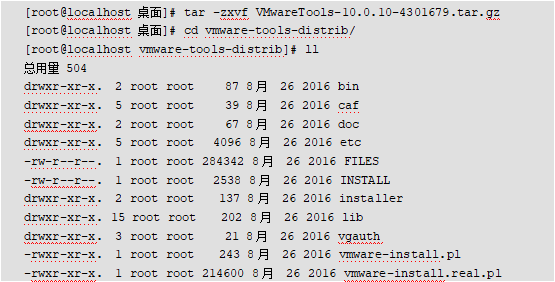 [root@localhost 桌面]# tar -zxvf VMwareTools-10.0.10-4301679.tar.gz
[root@localhost 桌面]# cd vmware-tools-distrib/
[root@localhost vmware-tools-distrib]# ll
总用量 504
drwxr-xr-x. 2 root root 87 8月 26 2016 bin
drwxr-xr-x. 5 root root 39 8月 26 2016 caf
drwxr-xr-x. 2 root root 67 8月 26 2016 doc
drwxr-xr-x. 5 root root 4096 8月 26 2016 etc
-rw-r--r--. 1 root root 284342 8月 26 2016 FILES
-rw-r--r--. 1 root root 2538 8月 26 2016 INSTALL
drwxr-xr-x. 2 root root 137 8月 26 2016 installer
drwxr-xr-x. 15 root root 202 8月 26 2016 lib
drwxr-xr-x. 3 root root 21 8月 26 2016 vgauth
-rwxr-xr-x. 1 root root 243 8月 26 2016 vmware-install.pl
-rwxr-xr-x. 1 root root 214600 8月 26 2016 vmware-install.real.pl